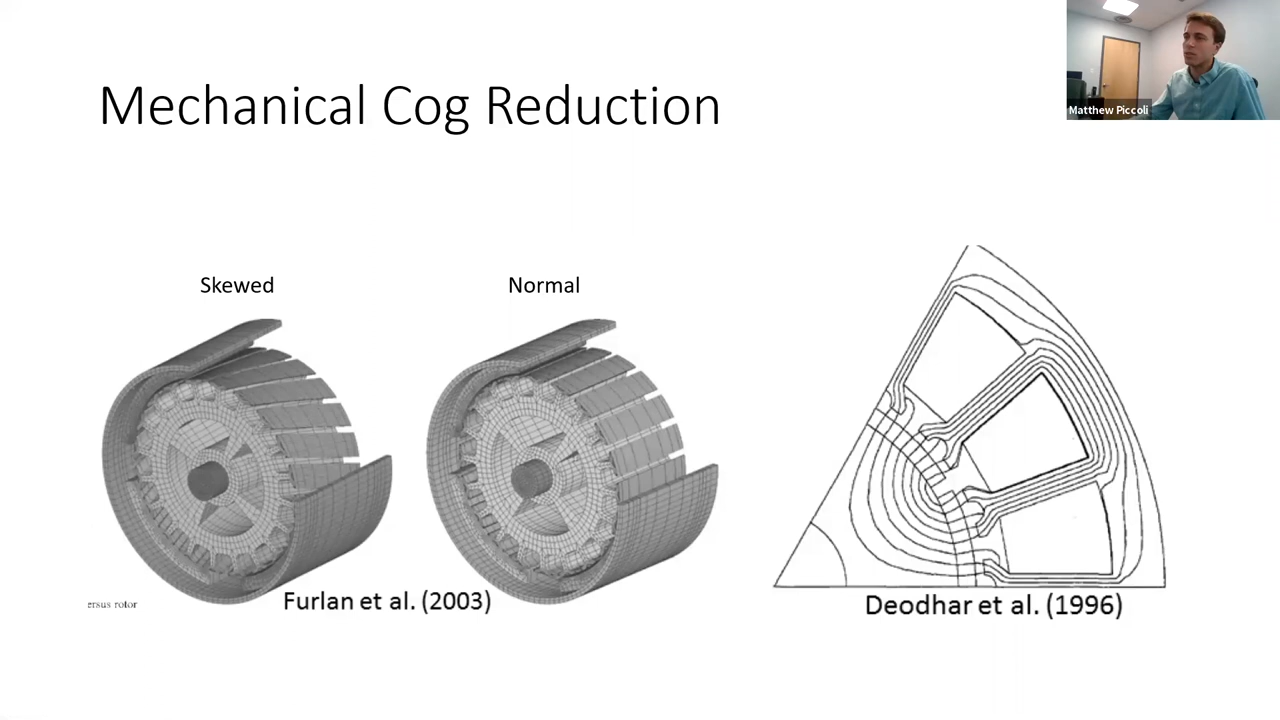 Mechanical Cog Reduction
Matthew Piccoli
Skewed
Normal
ersus rotor
Furlan et al. (2003)
Deodhar et al. (1996)